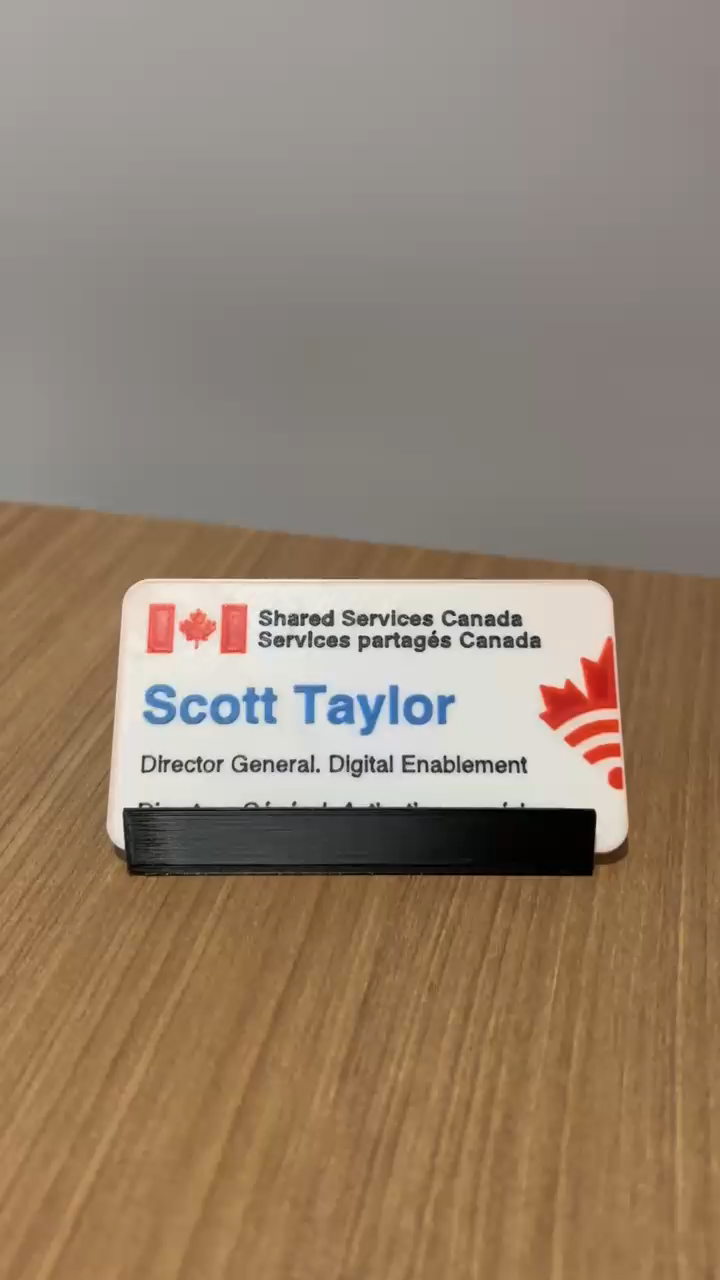 Shared Services Canada
Services partagés Canada
Scott Taylor
Director General. Digital Enablement